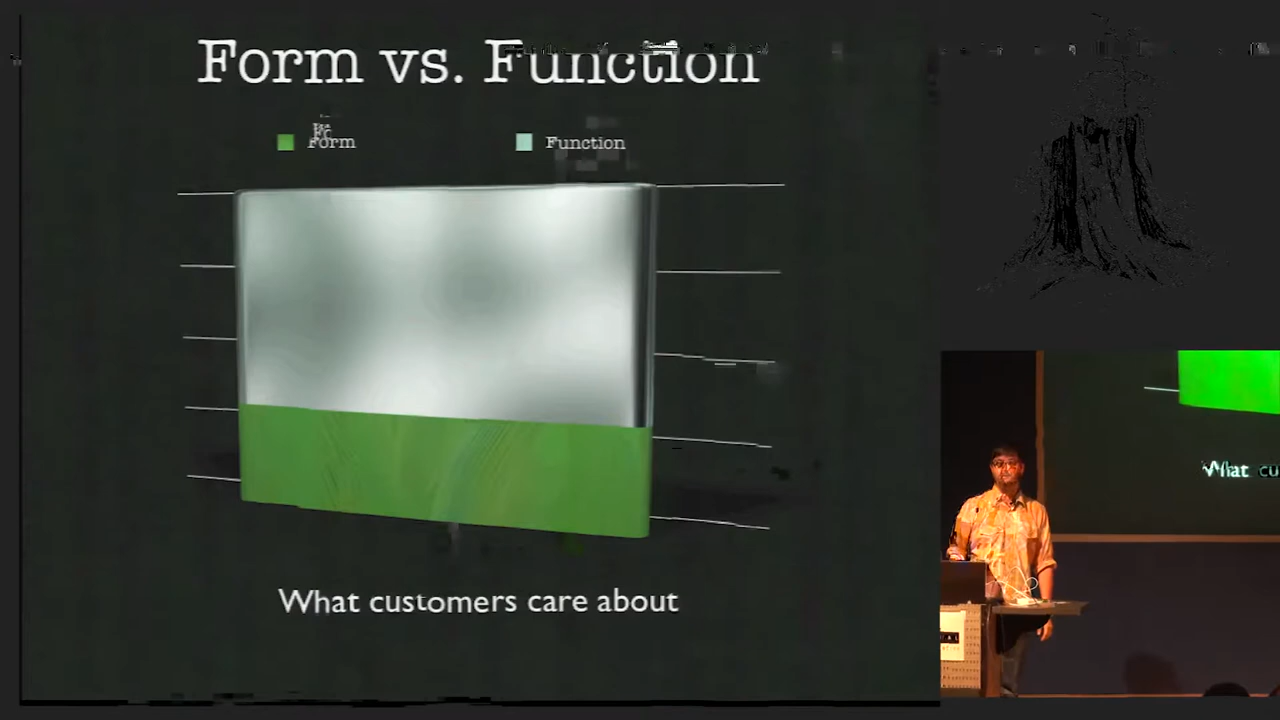 Form vs. Function
Form
Function
What customers care about
What cu